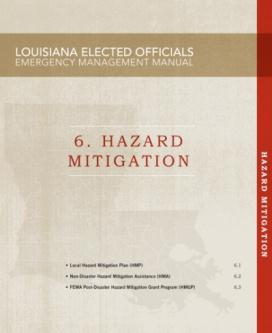 LOUISIANA ELECTED OFFICIALS
EMERGENCY MANAGEMENT MANUAL
6. HAZARD
MITIGATION
HAZARD MITIGATION
• Local Hazard Mitigation Plan (HMP) 6.1
• Non-Disaster Hazard Mitigation Assistance (HMA) 6.2
• FEMA Post-Disaster Hazard Mitigation Grant Program (HMGP) 6.3